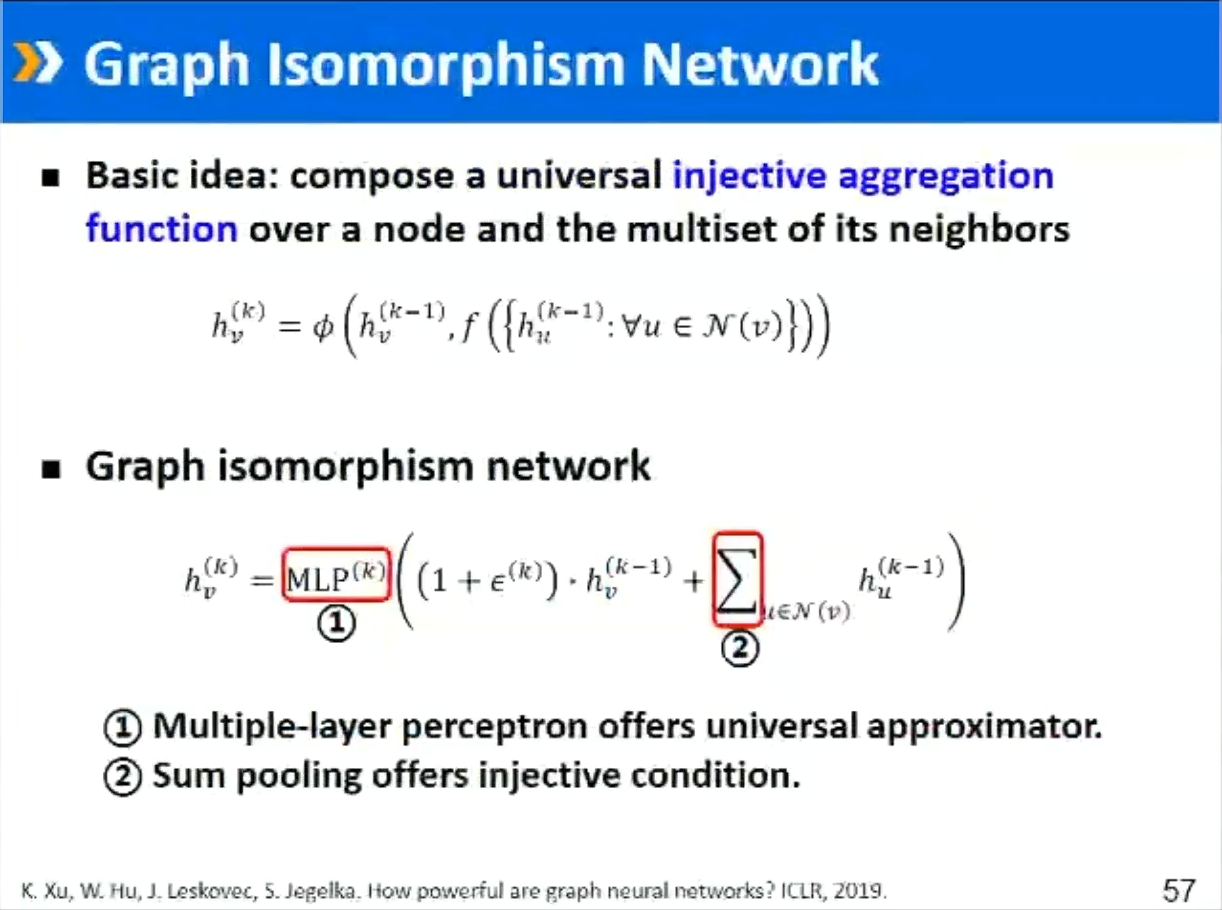 Graph Isomorphism Network
■ Basic idea: compose a universal injective aggregation
function over a node and the multiset of its neighbors
h_v^{(k)} = ϕ(h_v^{(k−1)}, f({h_u^{(k−1)}: ∀u ∈ 𝒩(v)}))
■ Graph isomorphism network
h_v^{(k)} = MLP^{(k)}((1 + ϵ^{(k)}) · h_v^{(k−1)} + ∑_{u∈𝒩(v)} h_u^{(k−1)})
① ②
① Multiple-layer perceptron offers universal approximator.
② Sum pooling offers injective condition.
K. Xu, W. Hu, J. Leskovec, S. Jegelka. How powerful are graph neural networks? ICLR, 2019.
57